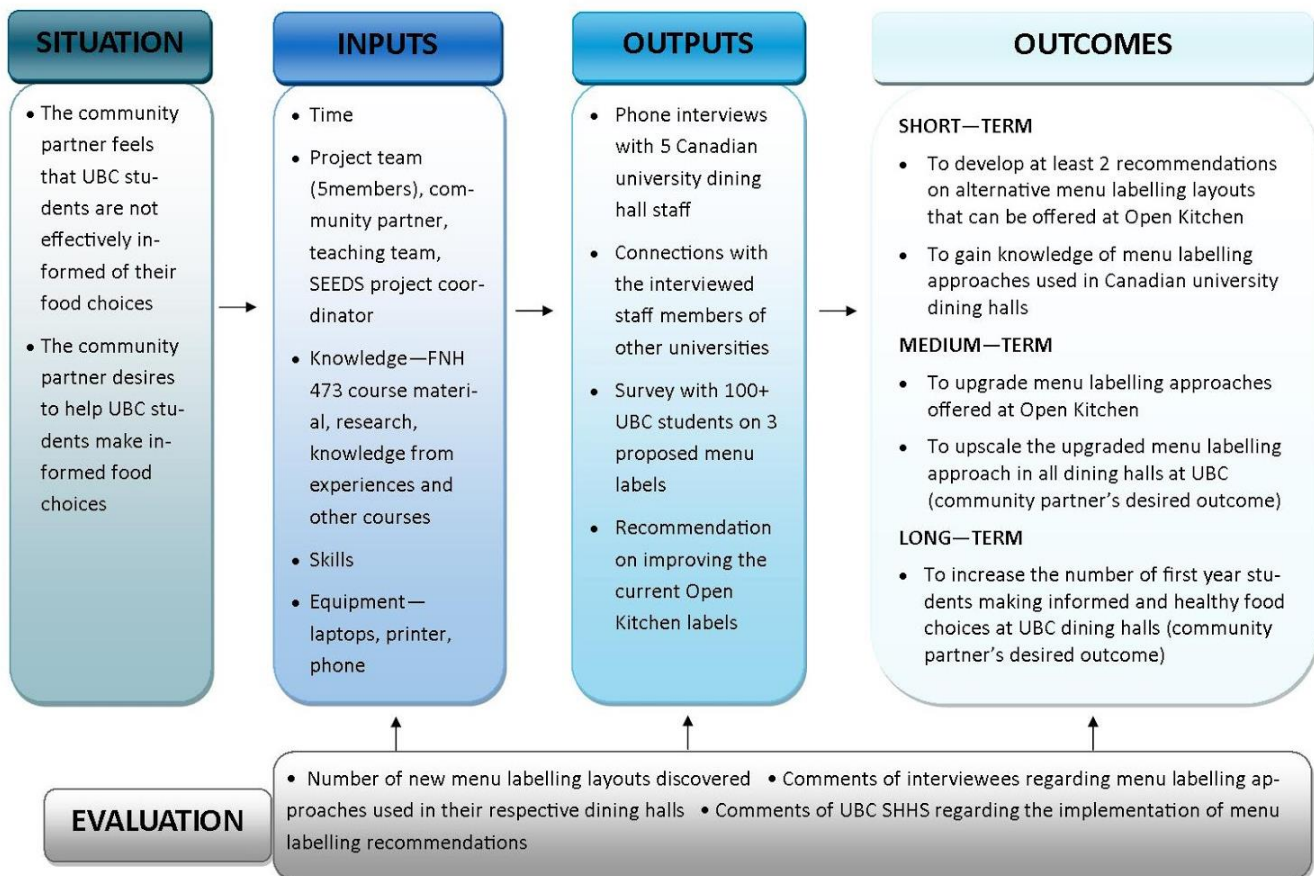 SITUATION
• The community
partner feels
that UBC stu-
dents are not
effectively in-
formed of their
food choices
• The community
partner desires
to help UBC stu-
dents make in-
formed food
choices
INPUTS
• Time
• Project team
(5members), com-
munity partner,
teaching team,
SEEDS project coor-
dinator
• Knowledge—FNH
473 course materi-
al, research,
knowledge from
experiences and
other courses
• Skills
• Equipment—
laptops, printer,
phone
OUTPUTS
• Phone interviews
with 5 Canadian
university dining
hall staff
• Connections with
the interviewed
staff members of
other universities
• Survey with 100+
UBC students on 3
proposed menu
labels
• Recommendation
on improving the
current Open
Kitchen labels
OUTCOMES
SHORT—TERM
• To develop at least 2 recommendations
on alternative menu labelling layouts
that can be offered at Open Kitchen
• To gain knowledge of menu labelling
approaches used in Canadian university
dining halls
MEDIUM—TERM
• To upgrade menu labelling approaches
offered at Open Kitchen
• To upscale the upgraded menu labelling
approach in all dining halls at UBC
(community partner's desired outcome)
LONG—TERM
• To increase the number of first year stu-
dents making informed and healthy food
choices at UBC dining halls (community
partner's desired outcome)
EVALUATION
• Number of new menu labelling layouts discovered • Comments of interviewees regarding menu labelling ap-
proaches used in their respective dining halls • Comments of UBC SHHS regarding the implementation of menu
labelling recommendations